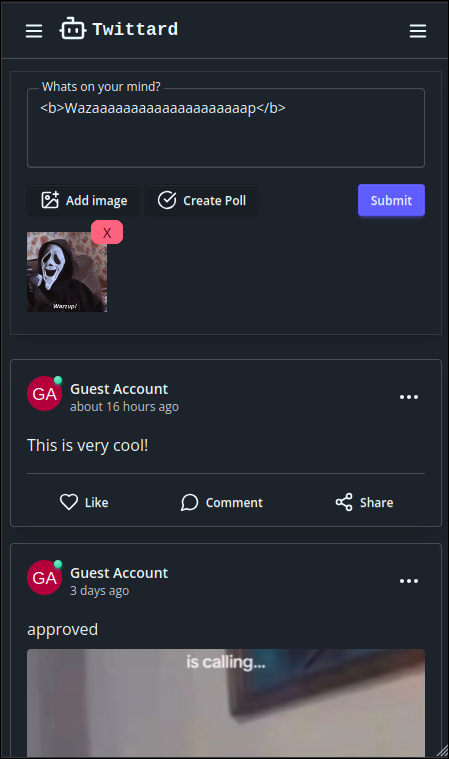 Twittard
Whats on your mind?
<b>Wazaaaaaaaaaaaaaaaaaaaaap</b>
Add image
Create Poll
Submit
X
Wazzup!
GA
Guest Account
about 16 hours ago
This is very cool!
Like
Comment
Share
GA
Guest Account
3 days ago
approved
is calling...